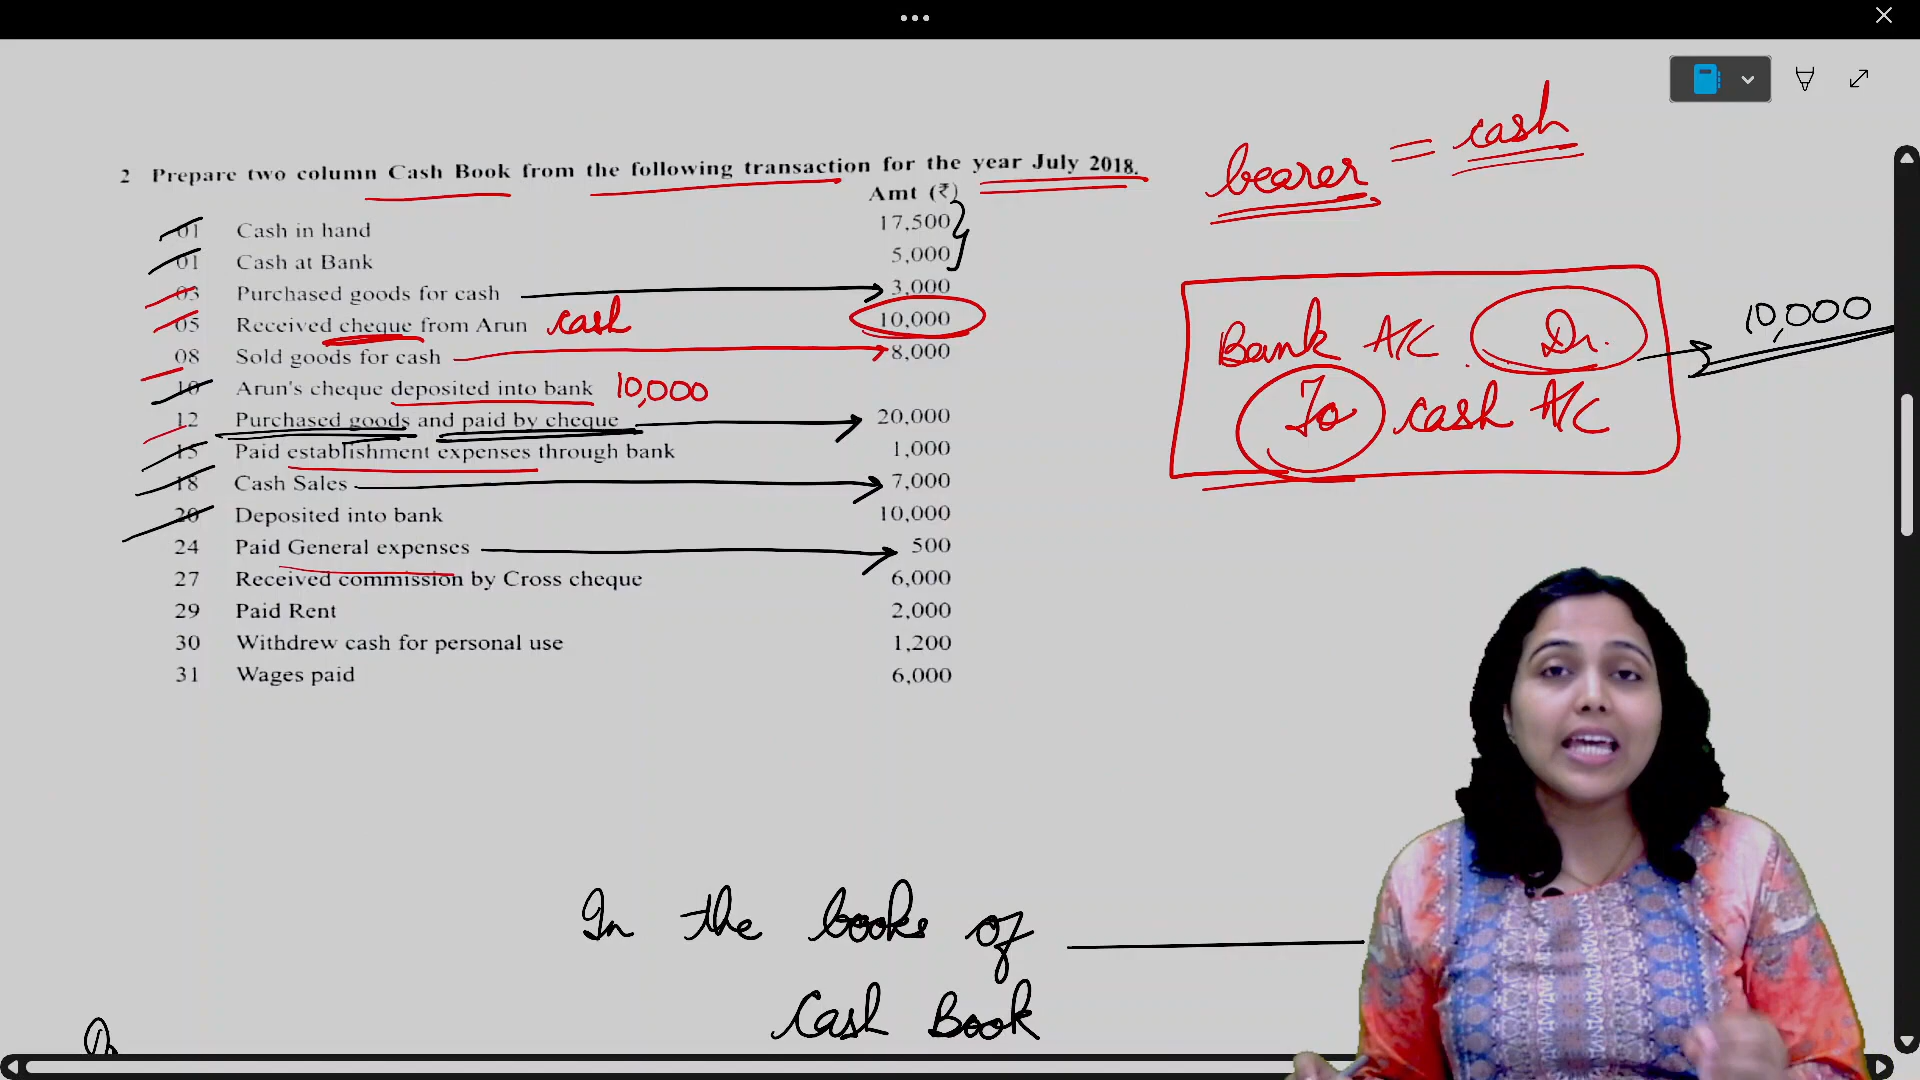 2 Prepare two column Cash Book from the following transaction for the year July 2018.
Amt (₹)
01 Cash in hand 17,500
01 Cash at Bank 5,000
03 Purchased goods for cash 3,000
05 Received cheque from Arun cash 10,000
08 Sold goods for cash 8,000
10 Arun's cheque deposited into bank 10,000
12 Purchased goods and paid by cheque 20,000
15 Paid establishment expenses through bank 1,000
18 Cash Sales 7,000
20 Deposited into bank 10,000
24 Paid General expenses 500
27 Received commission by Cross cheque 6,000
29 Paid Rent 2,000
30 Withdrew cash for personal use 1,200
31 Wages paid 6,000
bearer = cash
Bank A/C Dr. 10,000
To cash A/C
In the books of
Cash Book